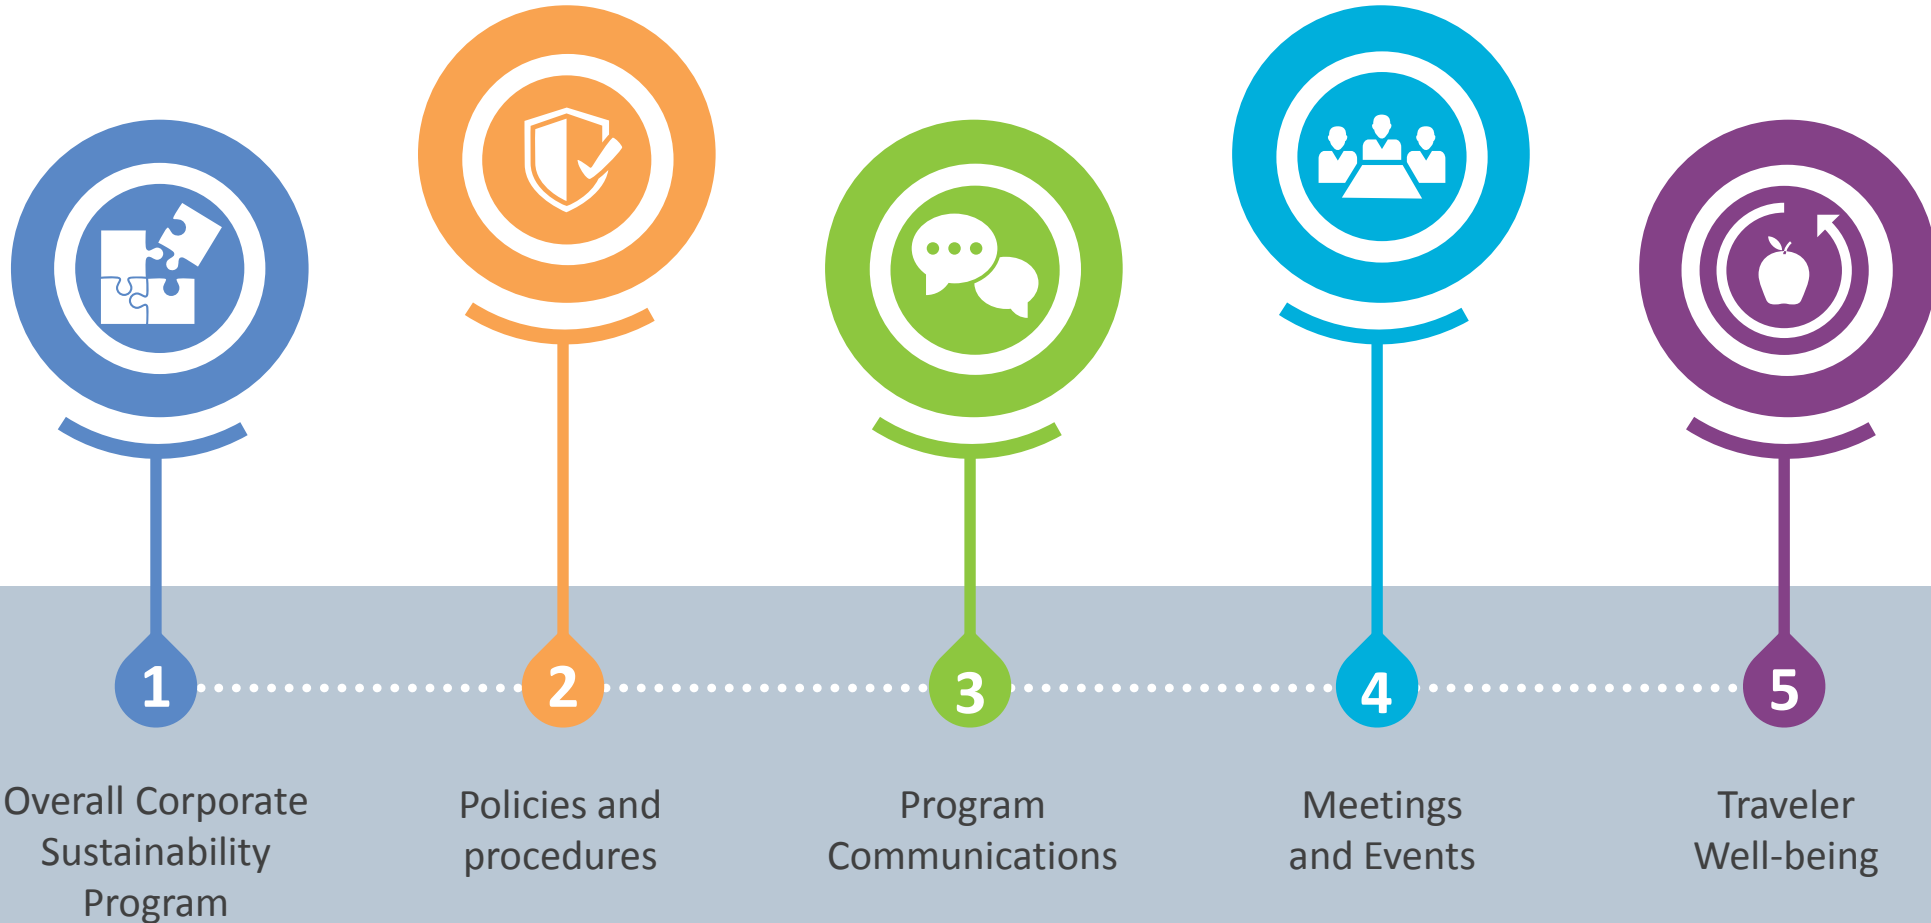 1
2
3
4
5
Overall Corporate
Sustainability
Program
Policies and
procedures
Program
Communications
Meetings
and Events
Traveler
Well-being